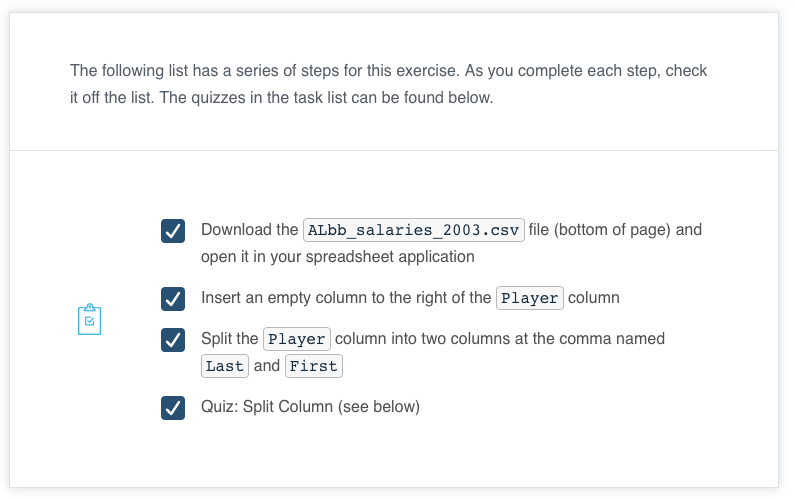 The following list has a series of steps for this exercise. As you complete each step, check
it off the list. The quizzes in the task list can be found below.
Download the ALbb_salaries_2003.csv file (bottom of page) and
open it in your spreadsheet application
Insert an empty column to the right of the Player column
Split the Player column into two columns at the comma named
Last and First
Quiz: Split Column (see below)